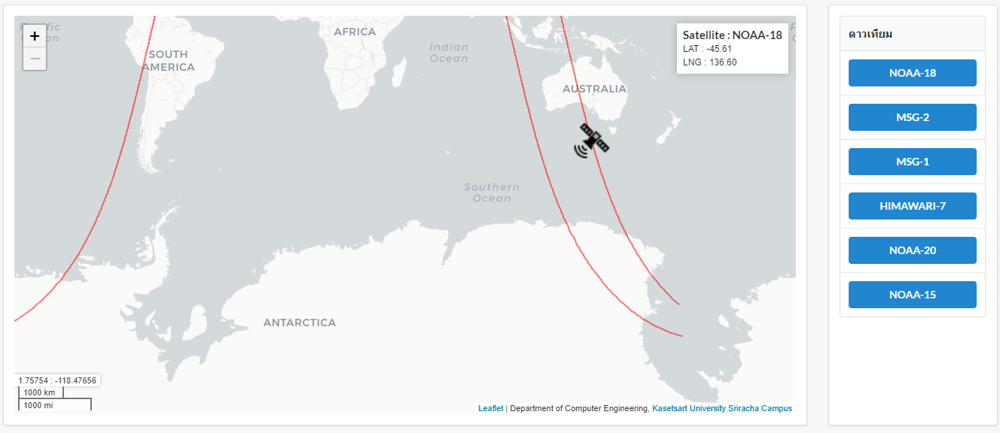 Pacific
Ocean
+
−
AFRICA
SOUTH
AMERICA
Indian
Ocean
AUSTRALIA
Southern
Ocean
ANTARCTICA
Satellite : NOAA-18
LAT : -45.61
LNG : 136.60
1.75754 : -118.47656
1000 km
1000 mi
Leaflet | Department of Computer Engineering, Kasetsart University Sriracha Campus
ดาวเทียม
NOAA-18
MSG-2
MSG-1
HIMAWARI-7
NOAA-20
NOAA-15